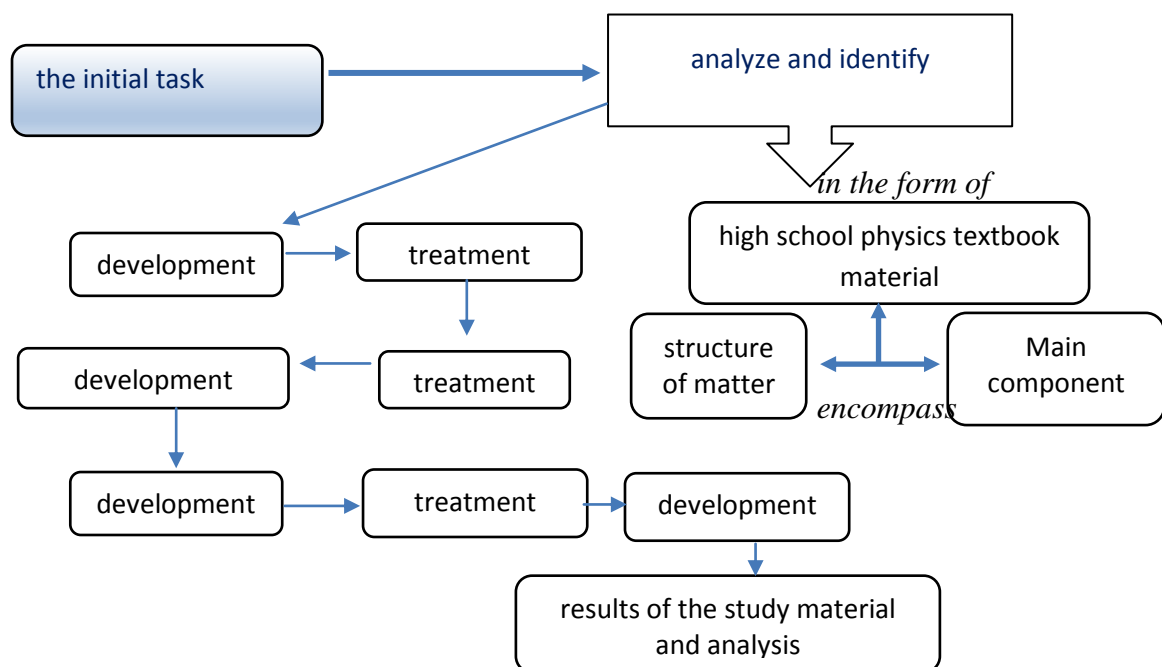 the initial task
analyze and identify
in the form of
high school physics textbook
material
development
treatment
structure
of matter
Main
component
encompass
development
treatment
development
treatment
development
results of the study material
and analysis